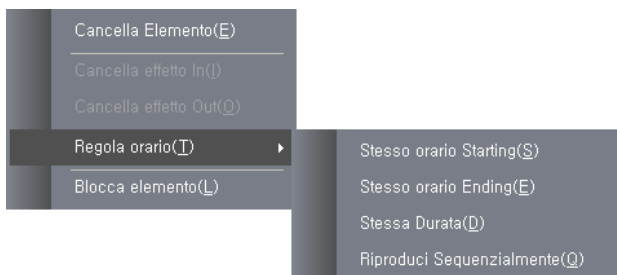 Cancella Elemento(E)
Cancella effetto In(I)
Cancella effetto Out(O)
Regola orario(T)
Blocca elemento(L)
Stesso orario Starting(S)
Stesso orario Ending(E)
Stessa Durata(D)
Riproduci Sequenzialmente(Q)